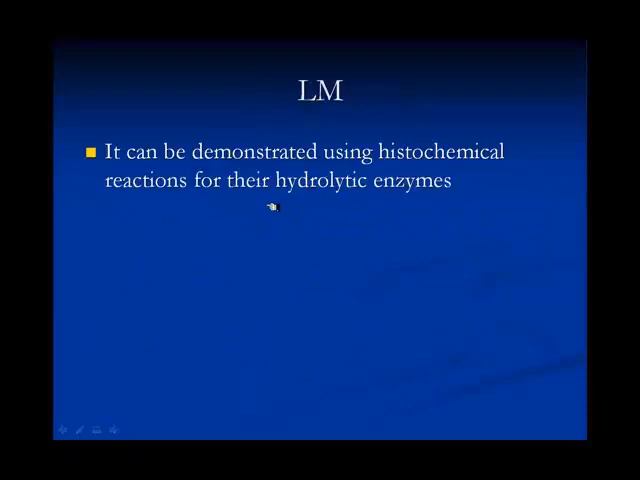 LM
It can be demonstrated using histochemical
reactions for their hydrolytic enzymes